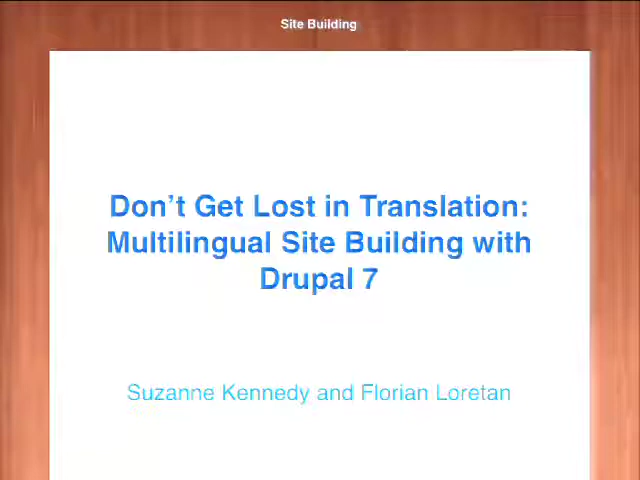 Site Building
Don’t Get Lost in Translation:
Multilingual Site Building with
Drupal 7
Suzanne Kennedy and Florian Loretan